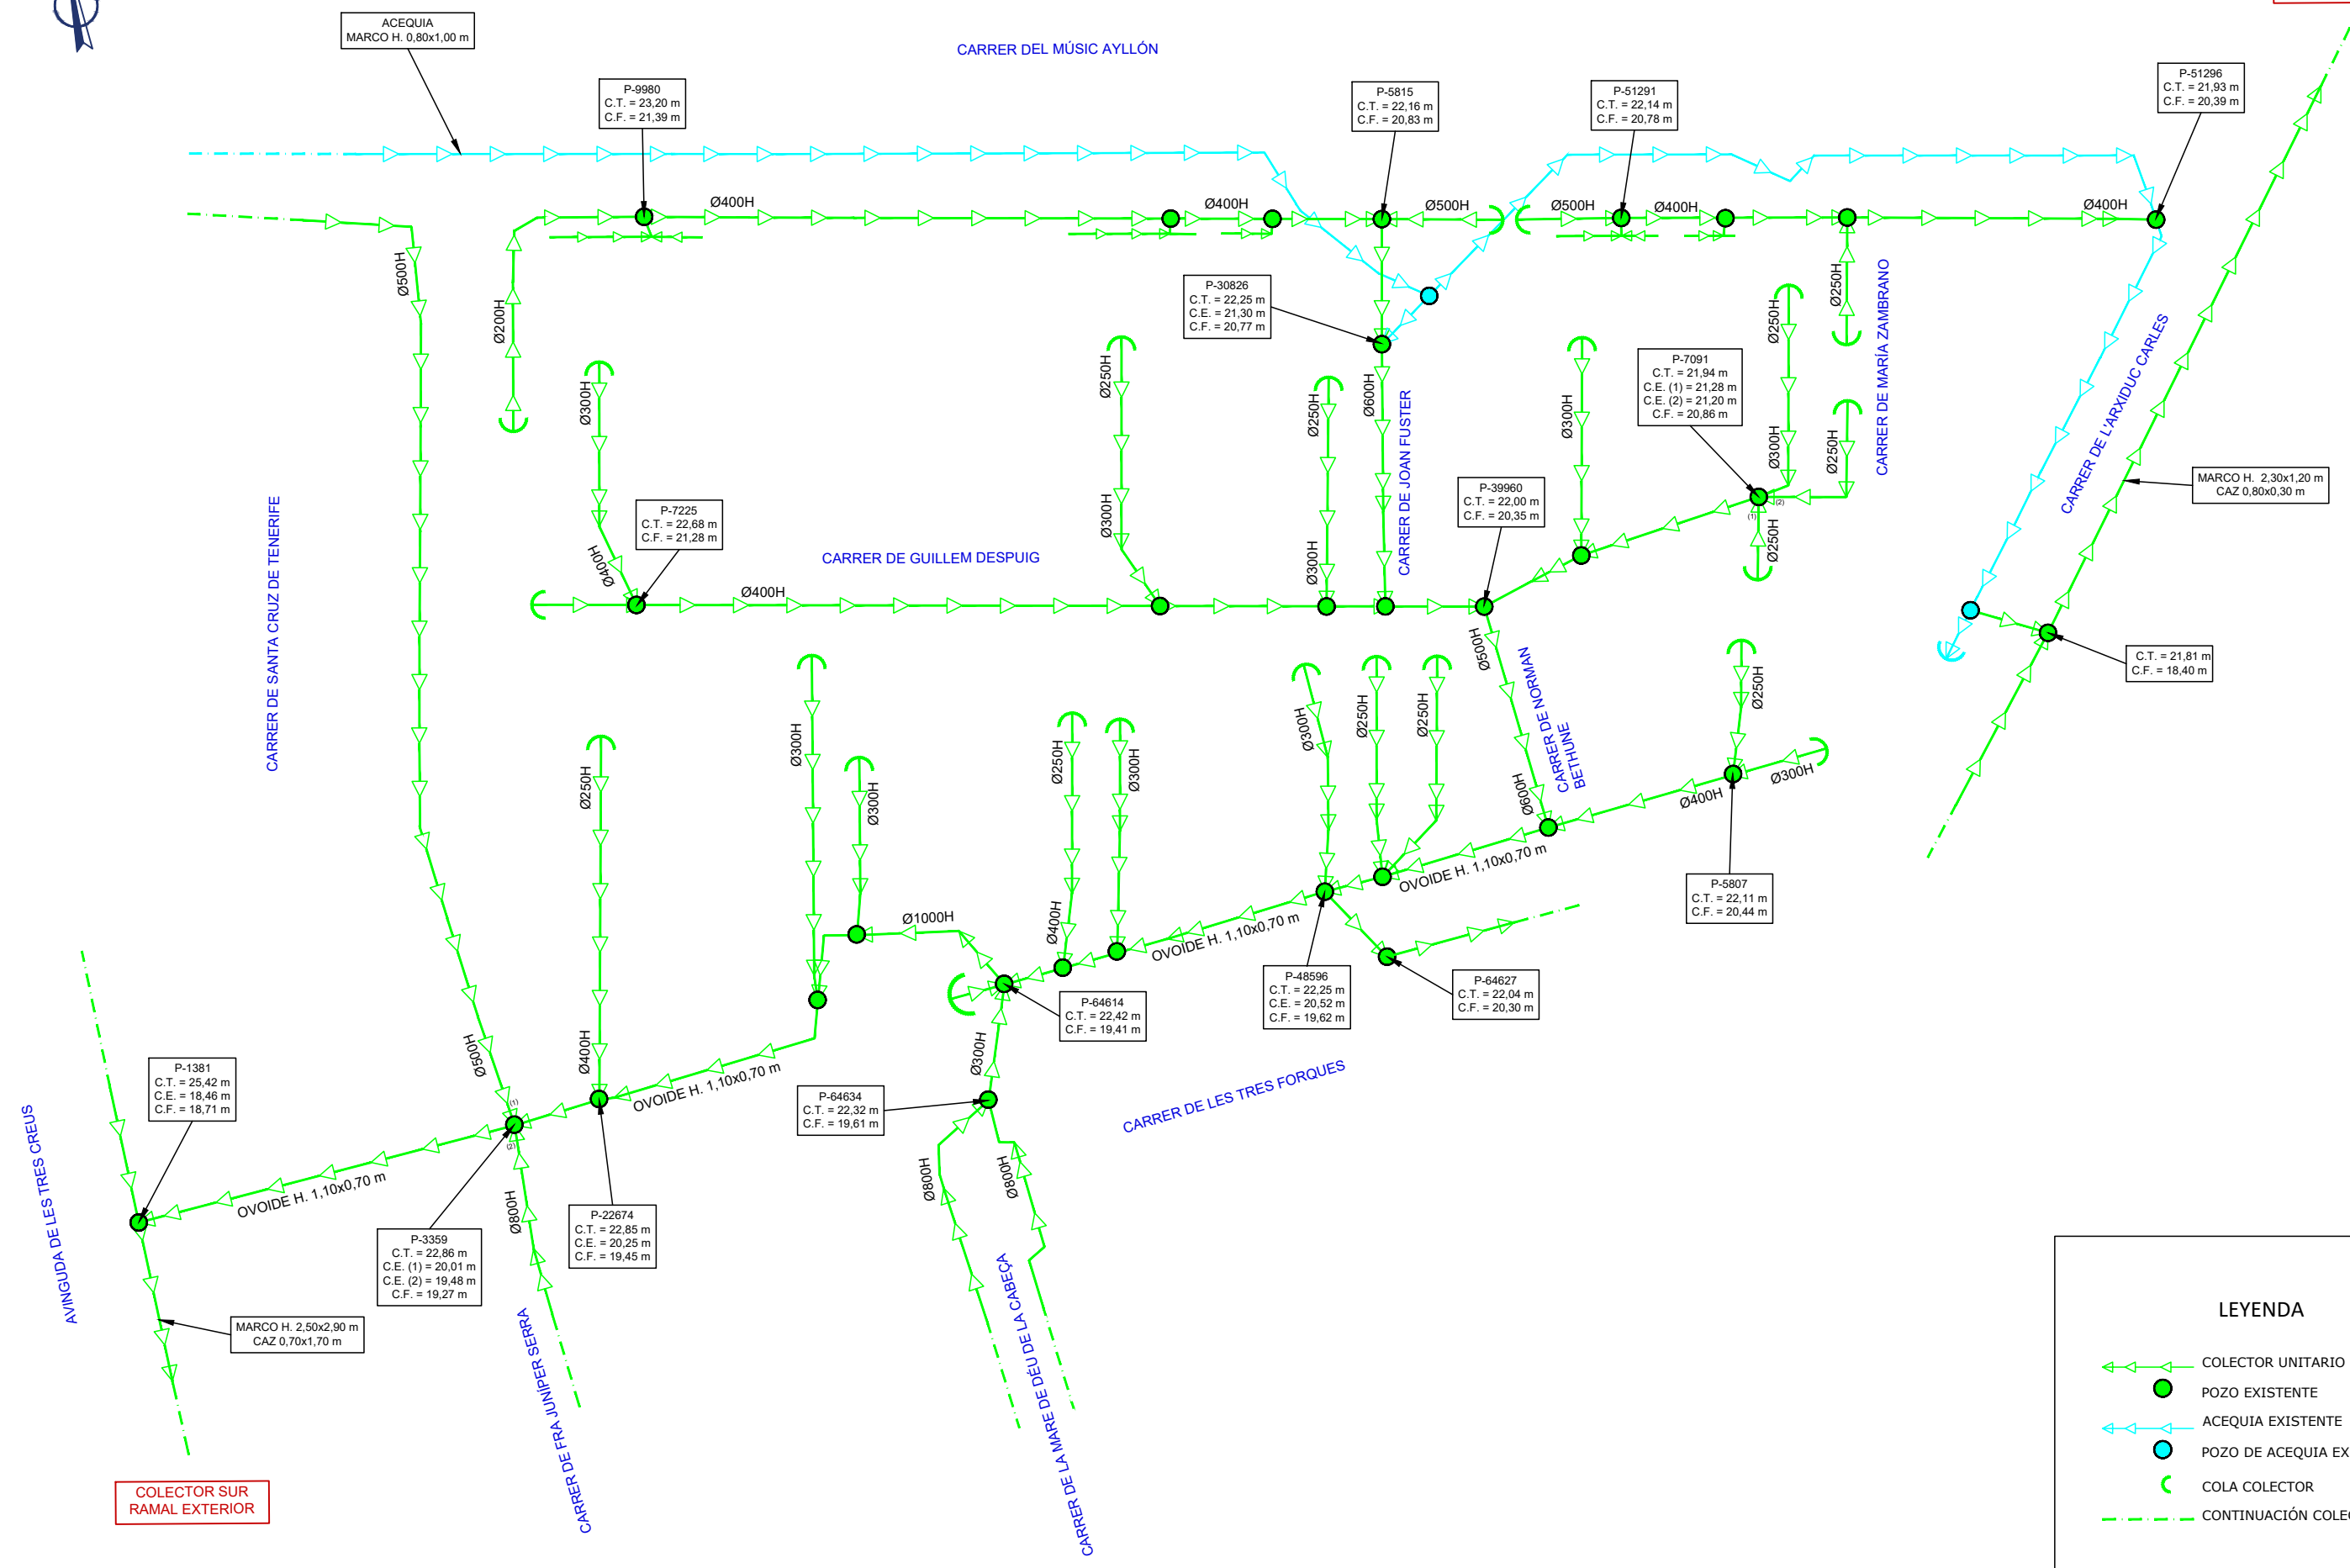 ACEQUIA
MARCO H. 0,80x1,00 m
CARRER DEL MÚSIC AYLLÓN
P-9980
C.T. = 23,20 m
C.F. = 21,39 m
P-5815
C.T. = 22,16 m
C.F. = 20,83 m
P-51291
C.T. = 22,14 m
C.F. = 20,78 m
P-51296
C.T. = 21,93 m
C.F. = 20,39 m
Ø400H
Ø400H
Ø500H
Ø500H
Ø400H
Ø400H
Ø500H
Ø200H
Ø300H
Ø400H
P-7225
C.T. = 22,68 m
C.F. = 21,28 m
Ø400H
CARRER DE GUILLEM DESPUIG
CARRER DE SANTA CRUZ DE TENERIFE
Ø250H
Ø300H
P-30826
C.T. = 22,25 m
C.E. = 21,30 m
C.F. = 20,77 m
Ø250H
Ø300H
Ø600H
CARRER DE JOAN FUSTER
P-39960
C.T. = 22,00 m
C.F. = 20,35 m
Ø300H
P-7091
C.T. = 21,94 m
C.E. (1) = 21,28 m
C.E. (2) = 21,20 m
C.F. = 20,86 m
Ø250H
Ø300H
Ø250H
Ø250H
(1)
(2)
Ø250H
CARRER DE MARÍA ZAMBRANO
CARRER DE L'ARXIDUC CARLES
MARCO H. 2,30x1,20 m
CAZ 0,80x0,30 m
C.T. = 21,81 m
C.F. = 18,40 m
Ø500H
CARRER DE NORMAN
BETHUNE
Ø600H
Ø250H
Ø300H
Ø400H
P-5807
C.T. = 22,11 m
C.F. = 20,44 m
Ø300H
Ø250H
Ø250H
OVOIDE H. 1,10x0,70 m
OVOIDE H. 1,10x0,70 m
P-48596
C.T. = 22,25 m
C.E. = 20,52 m
C.F. = 19,62 m
P-64627
C.T. = 22,04 m
C.F. = 20,30 m
Ø250H
Ø300H
Ø400H
P-64614
C.T. = 22,42 m
C.F. = 19,41 m
Ø1000H
Ø300H
Ø300H
Ø250H
Ø400H
OVOIDE H. 1,10x0,70 m
Ø300H
P-64634
C.T. = 22,32 m
C.F. = 19,61 m
CARRER DE LES TRES FORQUES
Ø800H
Ø800H
CARRER DE LA MARE DE DÉU DE LA CABEÇA
Ø500H
(1)
(2)
P-1381
C.T. = 25,42 m
C.E. = 18,46 m
C.F. = 18,71 m
AVINGUDA DE LES TRES CREUS
OVOIDE H. 1,10x0,70 m
P-3359
C.T. = 22,86 m
C.E. (1) = 20,01 m
C.E. (2) = 19,48 m
C.F. = 19,27 m
Ø800H
P-22674
C.T. = 22,85 m
C.E. = 20,25 m
C.F. = 19,45 m
MARCO H. 2,50x2,90 m
CAZ 0,70x1,70 m
CARRER DE FRA JUNÍPER SERRA
COLECTOR SUR
RAMAL EXTERIOR
LEYENDA
COLECTOR UNITARIO
POZO EXISTENTE
ACEQUIA EXISTENTE
POZO DE ACEQUIA EX
COLA COLECTOR
CONTINUACIÓN COLE